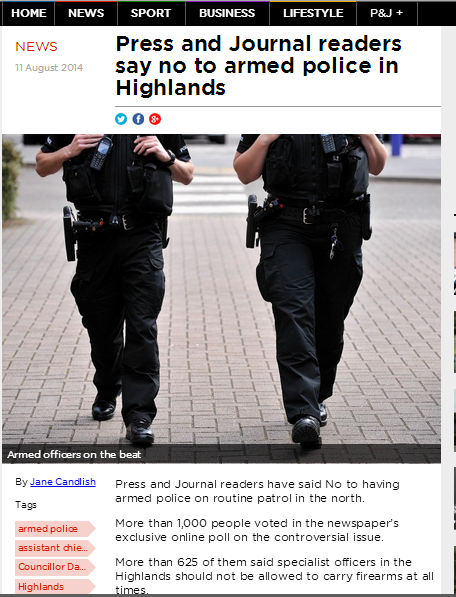 HOME NEWS SPORT BUSINESS LIFESTYLE P&J +
NEWS
11 August 2014
Press and Journal readers
say no to armed police in
Highlands
Armed officers on the beat
By Jane Candlish
Tags
armed police
assistant chie...
Councillor Da...
Highlands
Press and Journal readers have said No to having
armed police on routine patrol in the north.
More than 1,000 people voted in the newspaper's
exclusive online poll on the controversial issue.
More than 625 of them said specialist officers in the
Highlands should not be allowed to carry firearms at all
times.